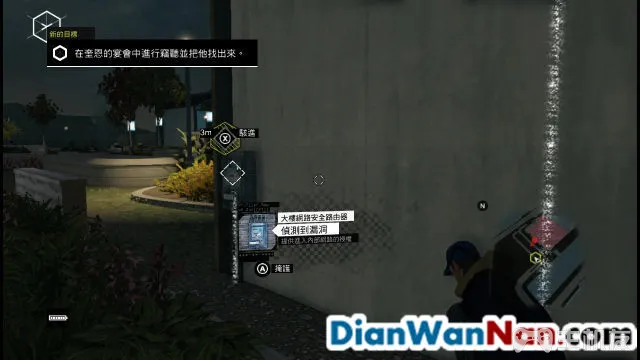 新的目標
在奎恩的宴會中進行竊聽並把他找出來。
3m
X
駭進
大樓網路安全路由器
偵測到漏洞
提供進入內部網路的授權
A 掩護
N
DianWanNan.com